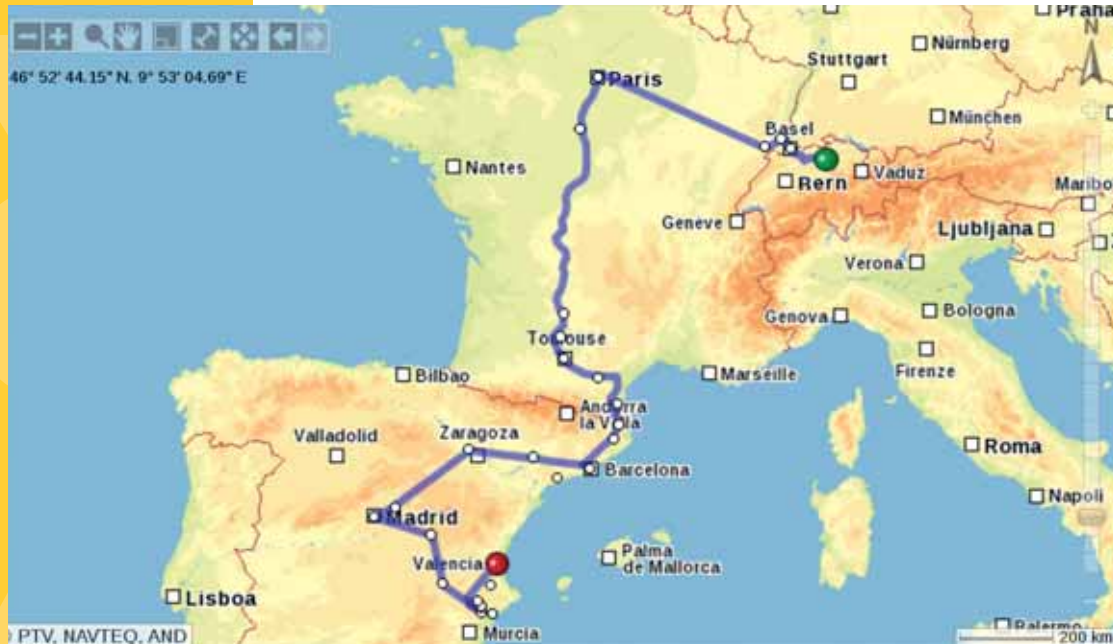 Praha
N
Nürnberg
Stuttgart
46° 52' 44.15" N. 9° 53' 04.69" E
Paris
München
Basel
Nantes
Vaduz
Rern
Maribo
Geneve
Ljubljana
Verona
Genova
Bologna
Toulouse
Marseille
Firenze
Bilbao
Andorra
la Vella
Valladolid
Zaragoza
Roma
Barcelona
Napoli
Madrid
Valencia
Palma
de Mallorca
Lisboa
Palermo
© PTV, NAVTEQ, AND
Murcia
200 km